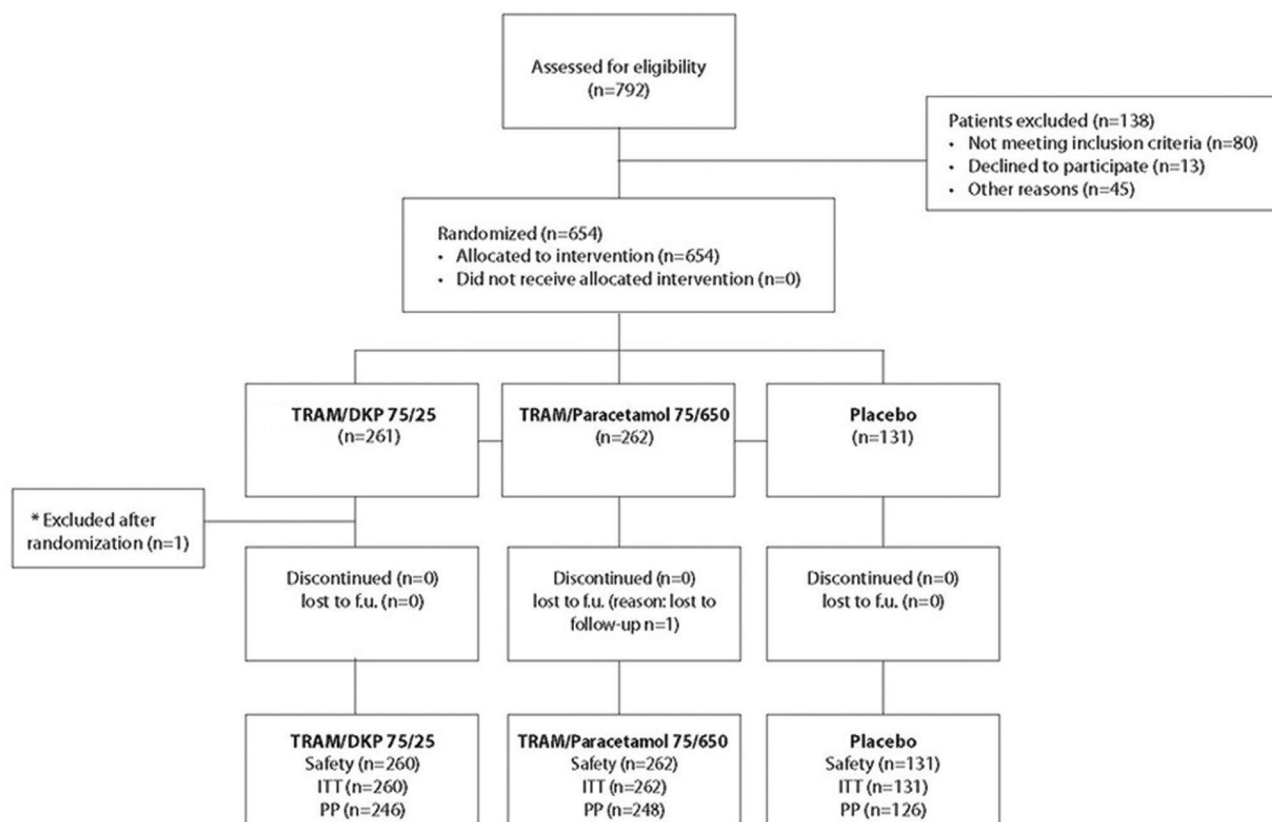 Assessed for eligibility
(n=792)
Patients excluded (n=138)
• Not meeting inclusion criteria (n=80)
• Declined to participate (n=13)
• Other reasons (n=45)
Randomized (n=654)
• Allocated to intervention (n=654)
• Did not receive allocated intervention (n=0)
TRAM/DKP 75/25
(n=261)
TRAM/Paracetamol 75/650
(n=262)
Placebo
(n=131)
* Excluded after
randomization (n=1)
Discontinued (n=0)
lost to f.u. (n=0)
Discontinued (n=0)
lost to f.u. (reason: lost to
follow-up n=1)
Discontinued (n=0)
lost to f.u. (n=0)
TRAM/DKP 75/25
Safety (n=260)
ITT (n=260)
PP (n=246)
TRAM/Paracetamol 75/650
Safety (n=262)
ITT (n=262)
PP (n=248)
Placebo
Safety (n=131)
ITT (n=131)
PP (n=126)